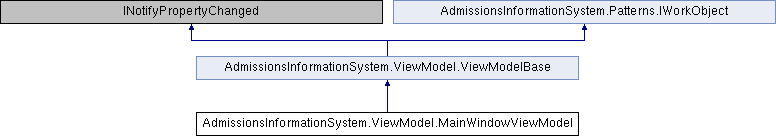 INotifyPropertyChanged
AdmissionsInformationSystem.Patterns.IWorkObject
AdmissionsInformationSystem.ViewModel.ViewModelBase
AdmissionsInformationSystem.ViewModel.MainWindowViewModel